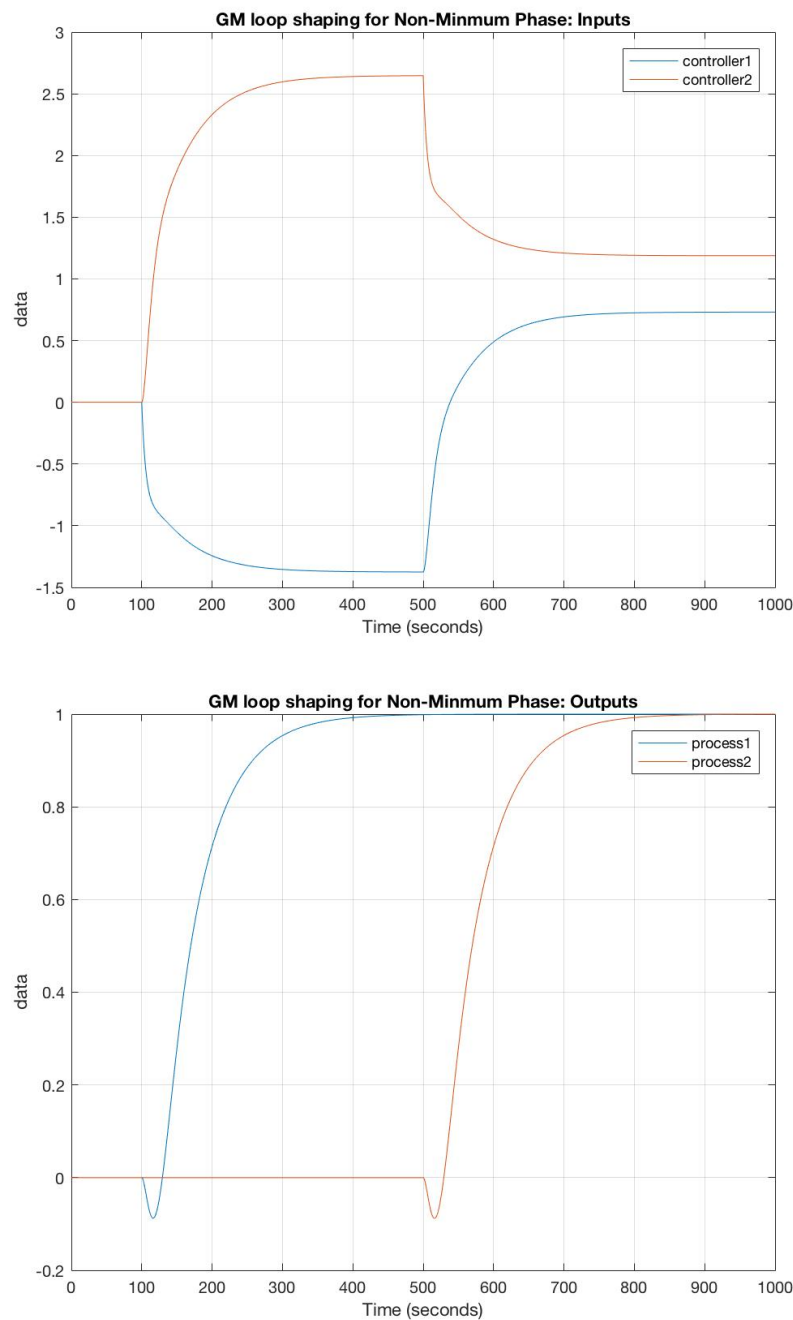 GM loop shaping for Non-Minmum Phase: Inputs
3
2.5
2
1.5
1
0.5
0
-0.5
-1
-1.5
data
controller1
controller2
0 100 200 300 400 500 600 700 800 900 1000
Time (seconds)
GM loop shaping for Non-Minmum Phase: Outputs
1
0.8
0.6
0.4
0.2
0
-0.2
data
process1
process2
0 100 200 300 400 500 600 700 800 900 1000
Time (seconds)